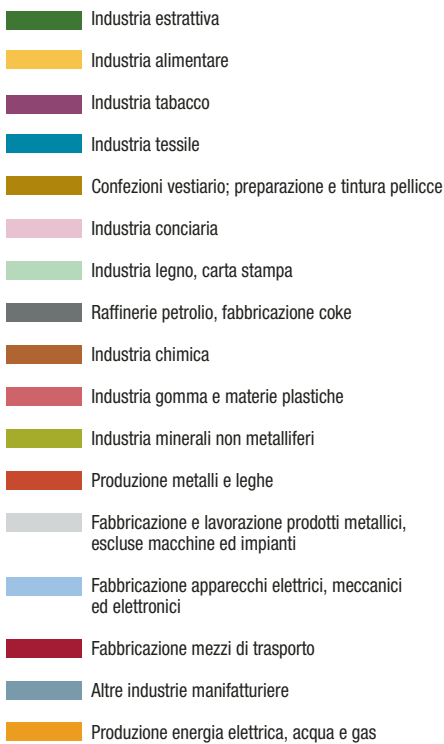 Industria estrattiva
Industria alimentare
Industria tabacco
Industria tessile
Confezioni vestiario; preparazione e tintura pellicce
Industria conciaria
Industria legno, carta stampa
Raffinerie petrolio, fabbricazione coke
Industria chimica
Industria gomma e materie plastiche
Industria minerali non metalliferi
Produzione metalli e leghe
Fabbricazione e lavorazione prodotti metallici,
escluse macchine ed impianti
Fabbricazione apparecchi elettrici, meccanici
ed elettronici
Fabbricazione mezzi di trasporto
Altre industrie manifatturiere
Produzione energia elettrica, acqua e gas